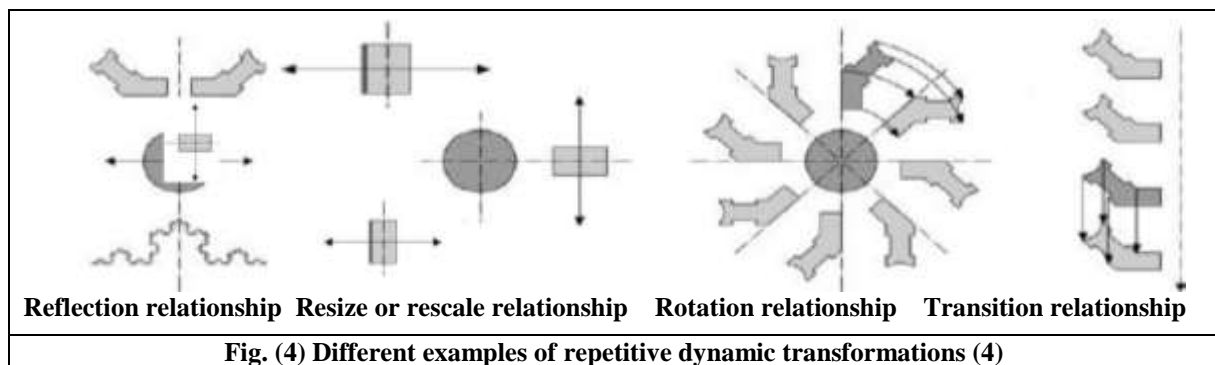 Reflection relationship Resize or rescale relationship Rotation relationship Transition relationship
Fig. (4) Different examples of repetitive dynamic transformations (4)